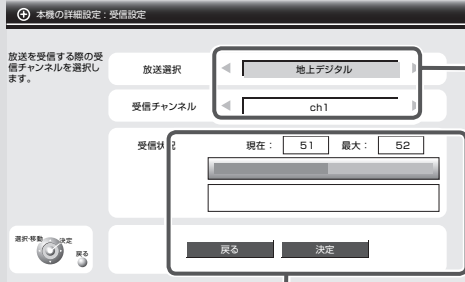 本機の詳細設定：受信設定
放送を受信する際の受
信チャンネルを選択し
ます。
放送選択 地上デジタル
受信チャンネル ch1
受信状況 現在： 51 最大： 52
選択・移動 決定
戻る
戻る 決定